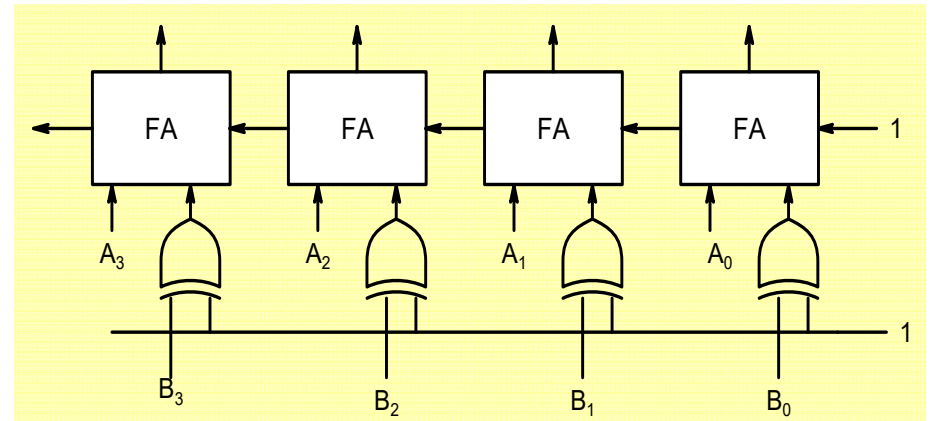 FA FA FA FA 1
A₃ A₂ A₁ A₀
1
B₃ B₂ B₁ B₀